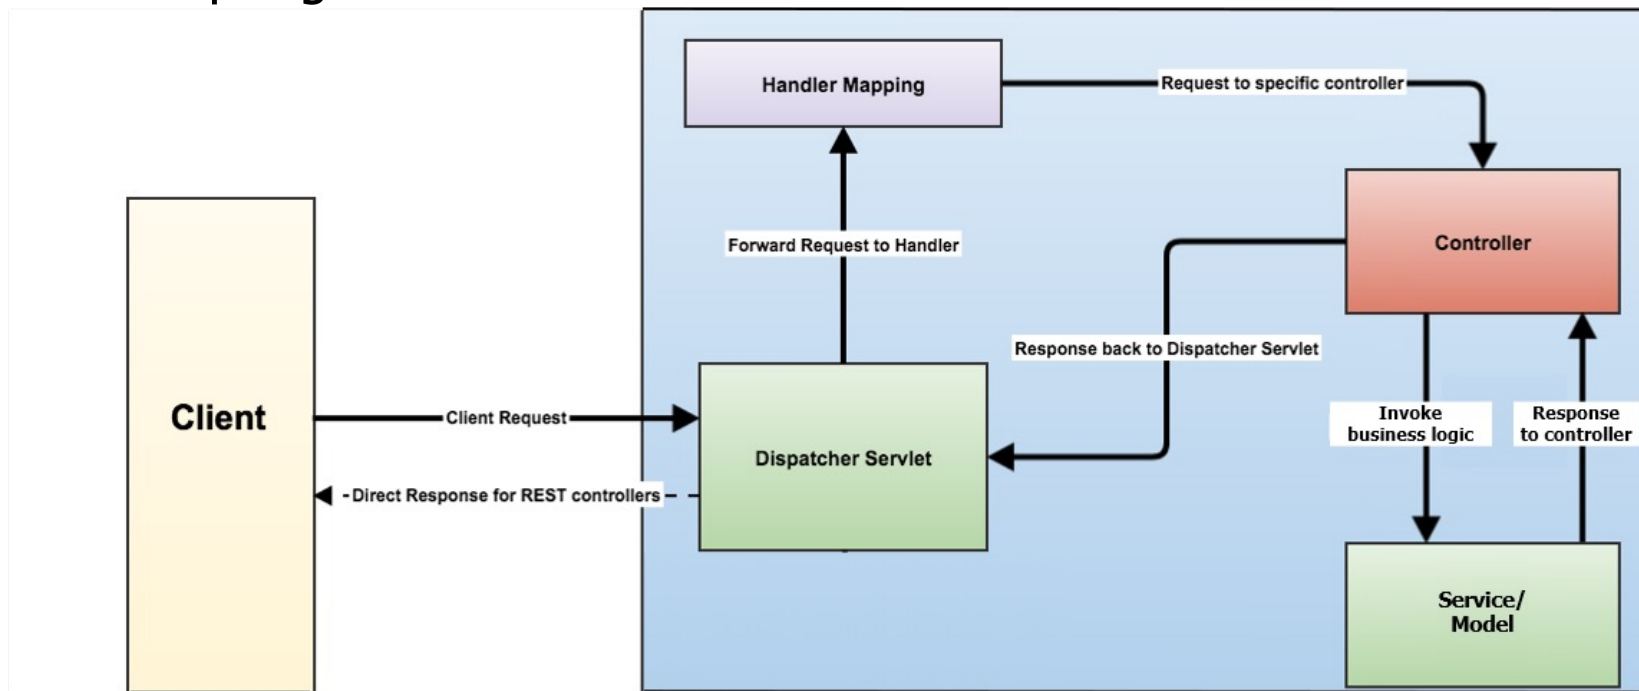 Handler Mapping
Request to specific controller
Controller
Forward Request to Handler
Response back to Dispatcher Servlet
Client
Client Request
Dispatcher Servlet
-Direct Response for REST controllers
Invoke
business logic
Response
to controller
Service/
Model